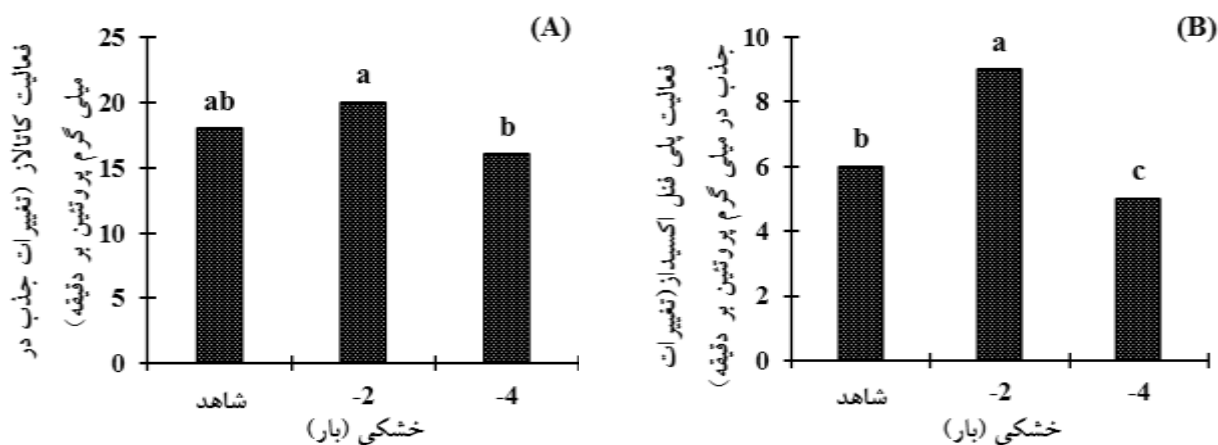 (A)
فعالیت کاتالاز (تغییرات جذب در
میلی گرم پروتئین بر دقیقه)
25
20
15
10
5
0
ab
a
b
شاهد
-2
-4
خشکی (بار)
(B)
فعالیت پلی فنل اکسیداز(تغییرات
جذب در میلی گرم پروتئین بر دقیقه)
10
8
6
4
2
0
b
a
c
شاهد
-2
-4
خشکی (بار)